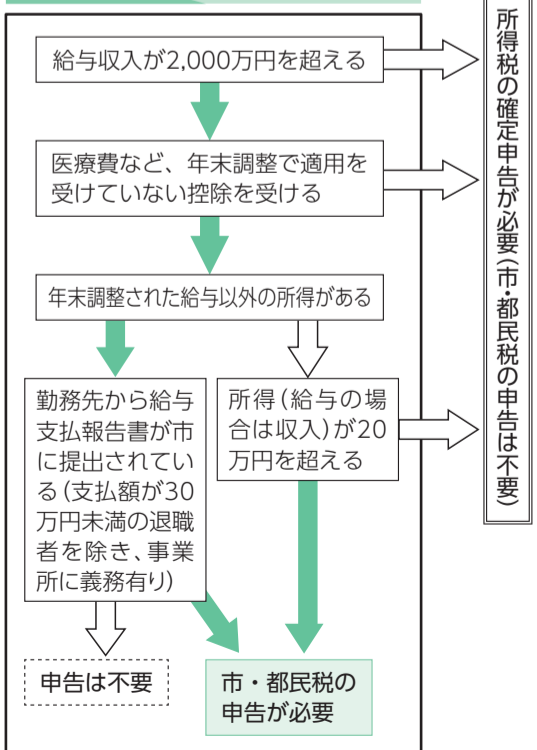 給与収入が2,000万円を超える
医療費など、年末調整で適用を
受けていない控除を受ける
年末調整された給与以外の所得がある
勤務先から給与
支払報告書が市
に提出されてい
る(支払額が30
万円未満の退職
者を除き、事業
所に義務有り)
所得(給与の場
合は収入)が20
万円を超える
申告は不要
市・都民税の
申告が必要
所得税の確定申告が必要(市・都民税の申告は不要)